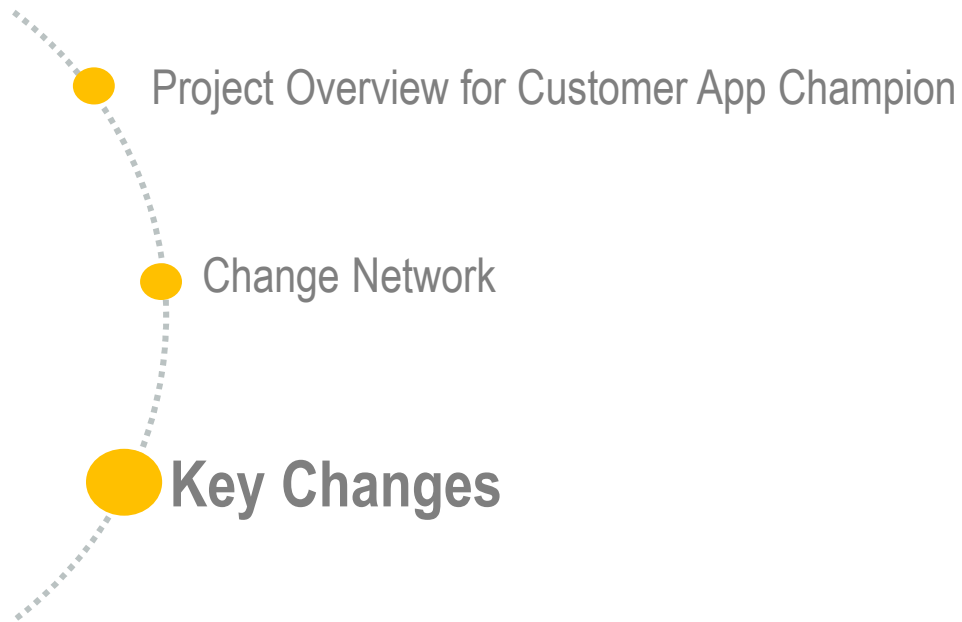 Project Overview for Customer App Champion
Change Network
Key Changes